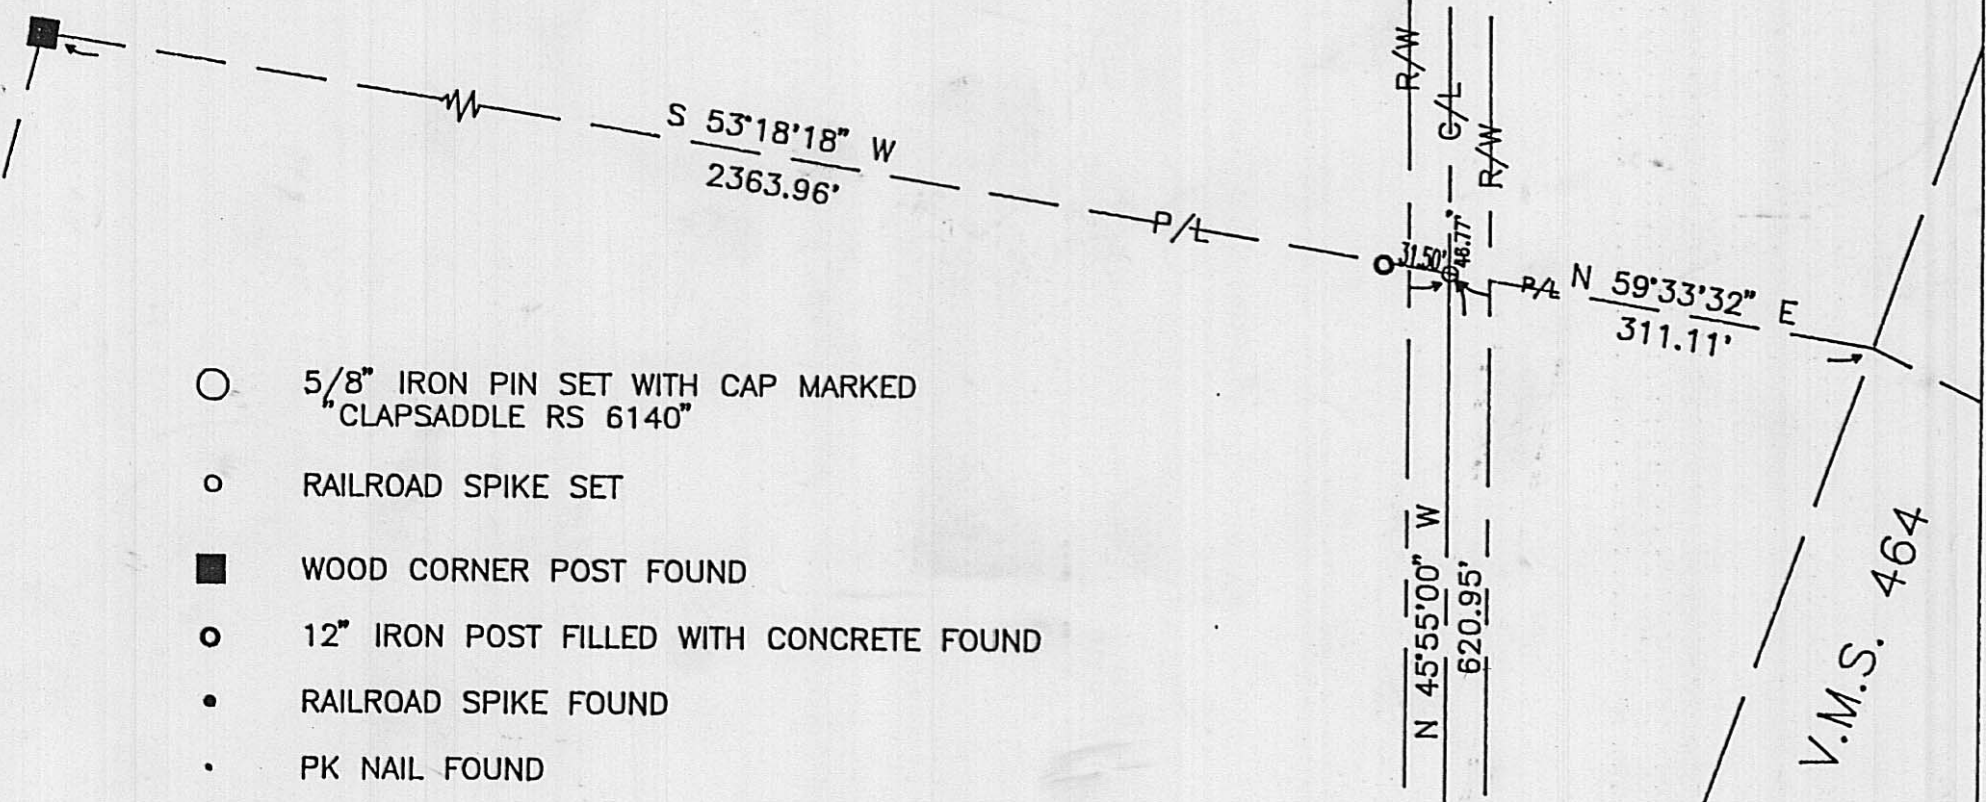 R/W
C/L
R/W
S 53°18'18" W
2363.96'
P/L
31.50'
48.77'
P/L
N 59°33'32" E
311.11'
5/8" IRON PIN SET WITH CAP MARKED
"CLAPSADDLE RS 6140"
RAILROAD SPIKE SET
WOOD CORNER POST FOUND
12" IRON POST FILLED WITH CONCRETE FOUND
RAILROAD SPIKE FOUND
PK NAIL FOUND
N 45°55'00" W
620.95'
V.M.S. 464